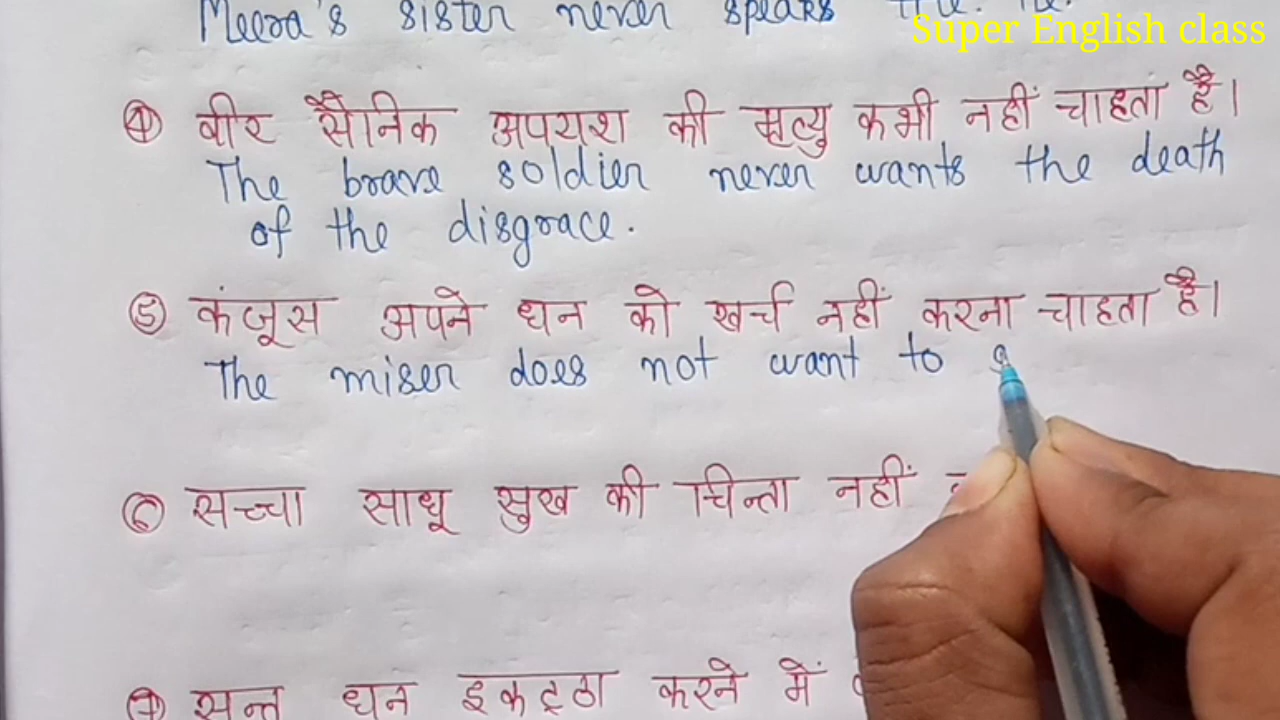 Meera's sister never speaks the
Super English class
④ वीर सैनिक अपयश की मृत्यु कभी नहीं चाहता है।
The brave soldier never wants the death
of the disgrace.
⑤ कंजूस अपने धन को खर्च नहीं करना चाहता है।
The miser does not want to
⑥ सच्चा साधू सुख की चिन्ता नहीं
⑦ सन्त धन इकट्ठा करने में